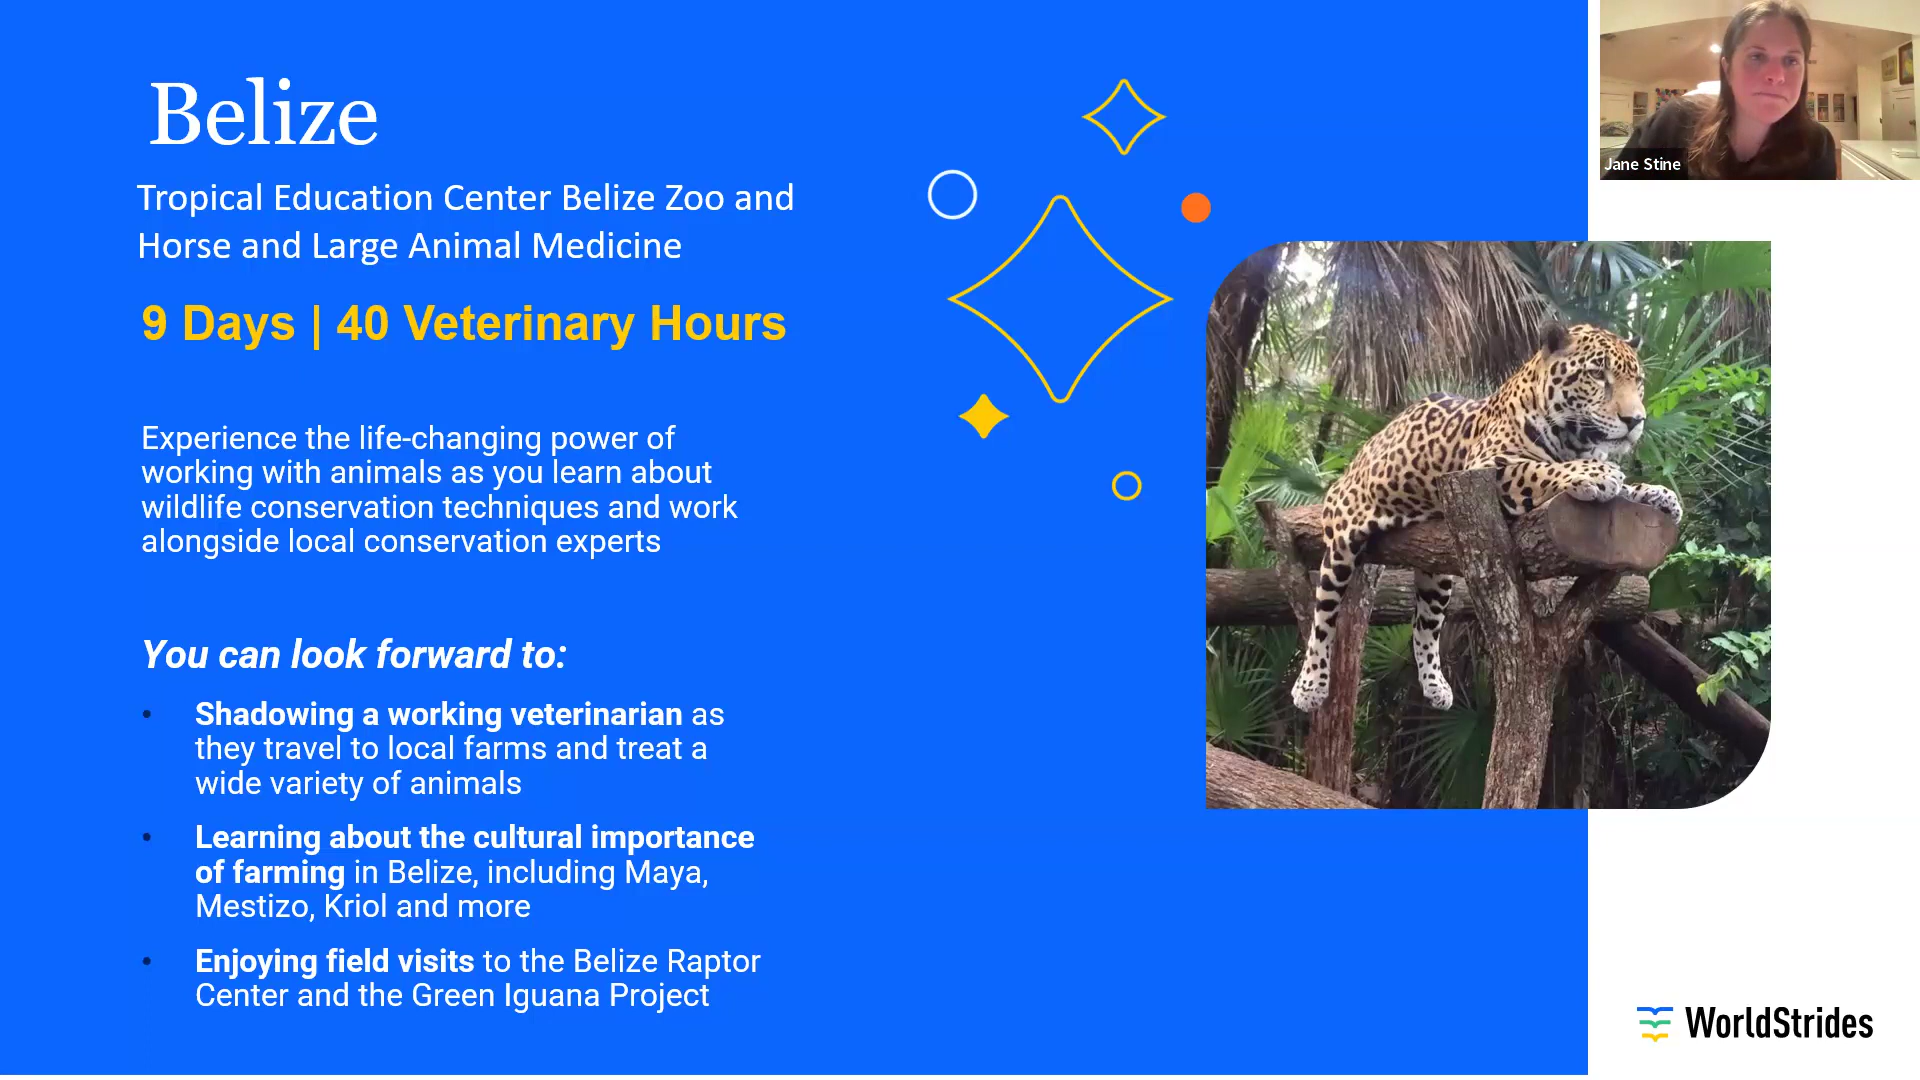 Belize
Tropical Education Center Belize Zoo and
Horse and Large Animal Medicine
9 Days | 40 Veterinary Hours
Experience the life-changing power of
working with animals as you learn about
wildlife conservation techniques and work
alongside local conservation experts
You can look forward to:
• Shadowing a working veterinarian as
they travel to local farms and treat a
wide variety of animals
• Learning about the cultural importance
of farming in Belize, including Maya,
Mestizo, Kriol and more
• Enjoying field visits to the Belize Raptor
Center and the Green Iguana Project
Jane Stine
WorldStrides